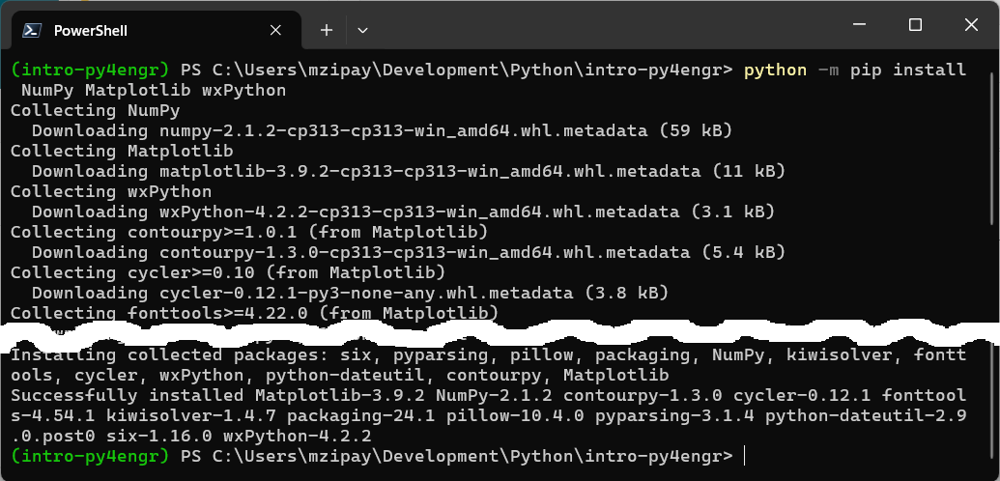 PowerShell
(intro-py4engr) PS C:\Users\mzipay\Development\Python\intro-py4engr> python -m pip install
 NumPy Matplotlib wxPython
Collecting NumPy
  Downloading numpy-2.1.2-cp313-cp313-win_amd64.whl.metadata (59 kB)
Collecting Matplotlib
  Downloading matplotlib-3.9.2-cp313-cp313-win_amd64.whl.metadata (11 kB)
Collecting wxPython
  Downloading wxPython-4.2.2-cp313-cp313-win_amd64.whl.metadata (3.1 kB)
Collecting contourpy>=1.0.1 (from Matplotlib)
  Downloading contourpy-1.3.0-cp313-cp313-win_amd64.whl.metadata (5.4 kB)
Collecting cycler>=0.10 (from Matplotlib)
  Downloading cycler-0.12.1-py3-none-any.whl.metadata (3.8 kB)
Collecting fonttools>=4.22.0 (from Matplotlib)
Installing collected packages: six, pyparsing, pillow, packaging, NumPy, kiwisolver, fontt
ools, cycler, wxPython, python-dateutil, contourpy, Matplotlib
Successfully installed Matplotlib-3.9.2 NumPy-2.1.2 contourpy-1.3.0 cycler-0.12.1 fonttool
s-4.54.1 kiwisolver-1.4.7 packaging-24.1 pillow-10.4.0 pyparsing-3.1.4 python-dateutil-2.9
.0.post0 six-1.16.0 wxPython-4.2.2
(intro-py4engr) PS C:\Users\mzipay\Development\Python\intro-py4engr>